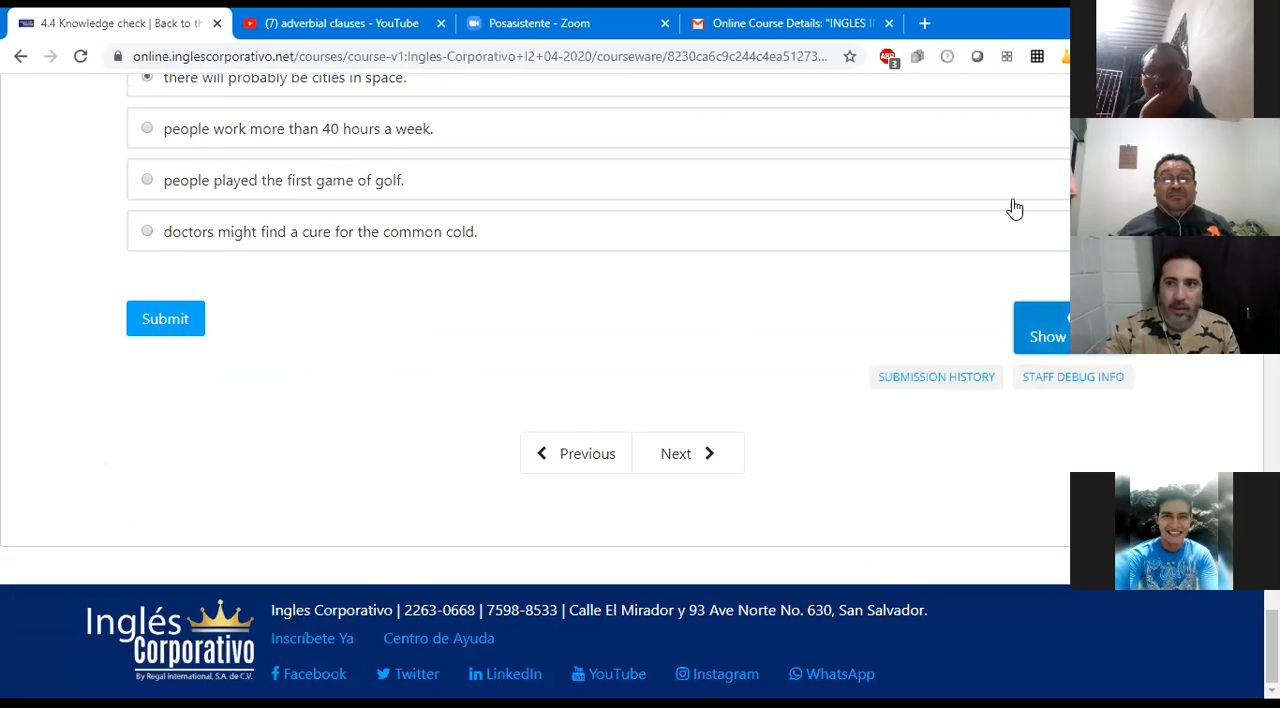 4.4 Knowledge check | Back to th
(7) adverbial clauses - YouTube
Posasistente - Zoom
Online Course Details: "INGLES I
online.inglescorporativo.net/courses/course-v1:Ingles-Corporativo+I2+04-2020/courseware/8230ca6c9c244c4ea51273...
3
there will probably be cities in space.
people work more than 40 hours a week.
people played the first game of golf.
doctors might find a cure for the common cold.
Submit
Show
SUBMISSION HISTORY
STAFF DEBUG INFO
Previous
Next
Inglés
Corporativo
By Regal International, S.A. de C.V.
Ingles Corporativo | 2263-0668 | 7598-8533 | Calle El Mirador y 93 Ave Norte No. 630, San Salvador.
Inscríbete Ya
Centro de Ayuda
Facebook
Twitter
LinkedIn
YouTube
Instagram
WhatsApp